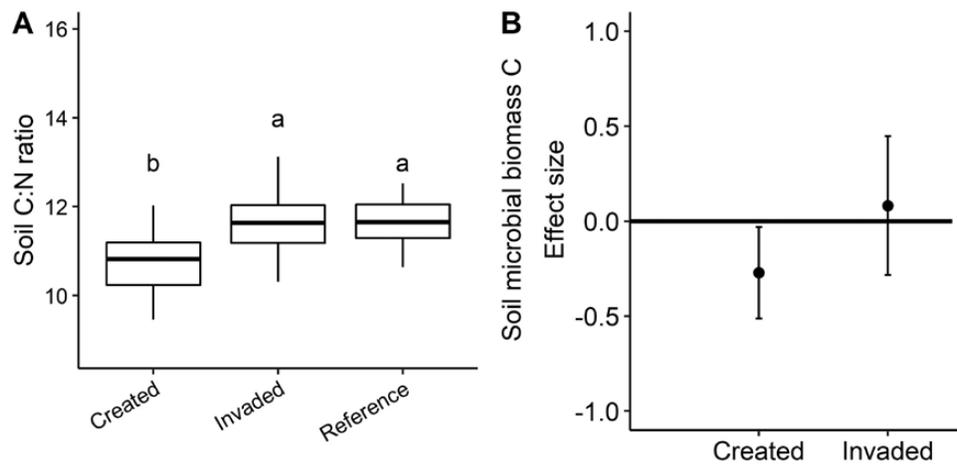 A
Soil C:N ratio
16
14
12
10
b
a
a
Created
Invaded
Reference
B
Soil microbial biomass C
Effect size
1.0
0.5
0.0
-0.5
-1.0
Created
Invaded